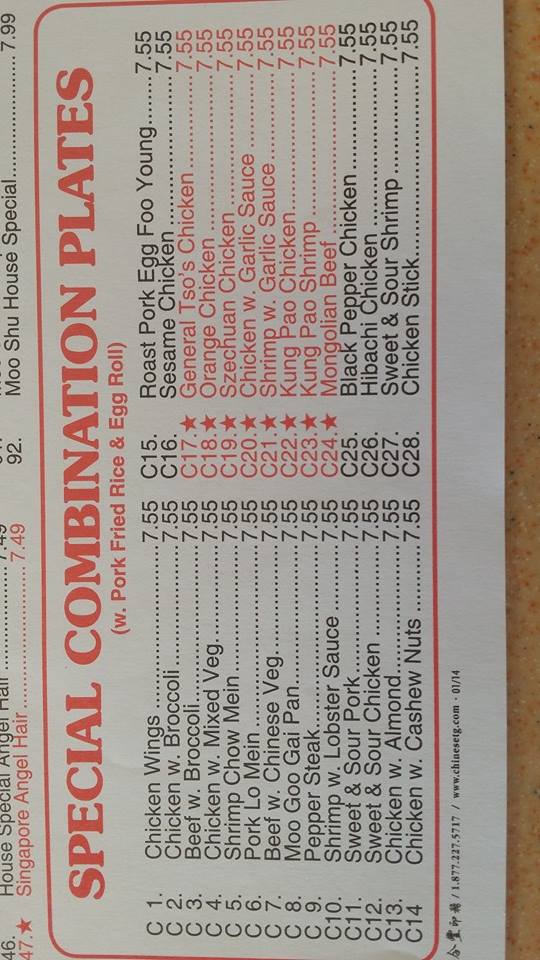 46. House Special Angel Hair .......... 7.49
47.★ Singapore Angel Hair .......... 7.49
92. Moo Shu House Special .......... 7.99
SPECIAL COMBINATION PLATES
(w. Pork Fried Rice & Egg Roll)
C 1. Chicken Wings .......... 7.55
C 2. Chicken w. Broccoli .......... 7.55
C 3. Beef w. Broccoli .......... 7.55
C 4. Chicken w. Mixed Veg. .......... 7.55
C 5. Shrimp Chow Mein .......... 7.55
C 6. Pork Lo Mein .......... 7.55
C 7. Beef w. Chinese Veg. .......... 7.55
C 8. Moo Goo Gai Pan .......... 7.55
C 9. Pepper Steak .......... 7.55
C10. Shrimp w. Lobster Sauce .......... 7.55
C11. Sweet & Sour Pork .......... 7.55
C12. Sweet & Sour Chicken .......... 7.55
C13. Chicken w. Almond .......... 7.55
C14 Chicken w. Cashew Nuts .......... 7.55
C15. Roast Pork Egg Foo Young .......... 7.55
C16. Sesame Chicken .......... 7.55
C17.★ General Tso's Chicken .......... 7.55
C18.★ Orange Chicken .......... 7.55
C19.★ Szechuan Chicken .......... 7.55
C20.★ Chicken w. Garlic Sauce .......... 7.55
C21.★ Shrimp w. Garlic Sauce .......... 7.55
C22.★ Kung Pao Chicken .......... 7.55
C23.★ Kung Pao Shrimp .......... 7.55
C24.★ Mongolian Beef .......... 7.55
C25. Black Pepper Chicken .......... 7.55
C26. Hibachi Chicken .......... 7.55
C27. Sweet & Sour Shrimp .......... 7.55
C28. Chicken Stick .......... 7.55
合豐印務 / 1.877.227.5717 / www.chinesetg.com · 01/14